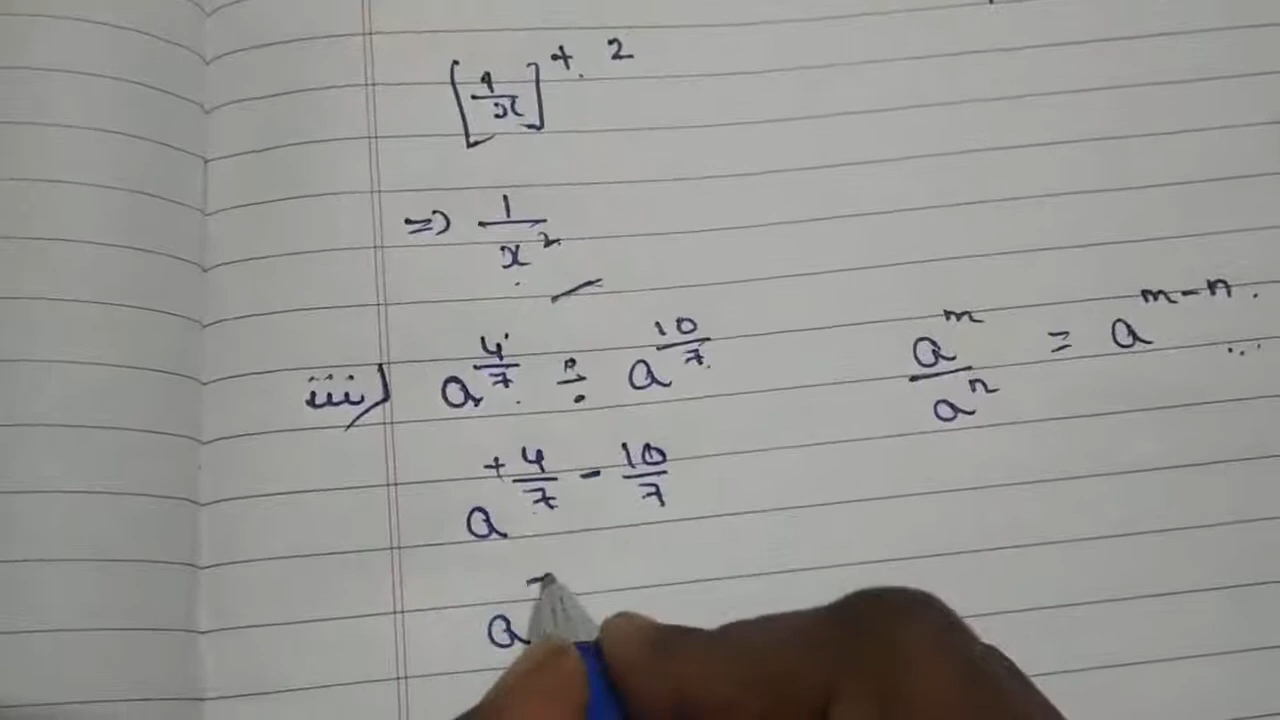 [1/x]^{+. 2}
=> 1/x^2
iii) a^{4/7} ÷ a^{10/7}
a^m/a^n = a^{m-n}. ...
a^{+4/7 - 10/7}
a^{-